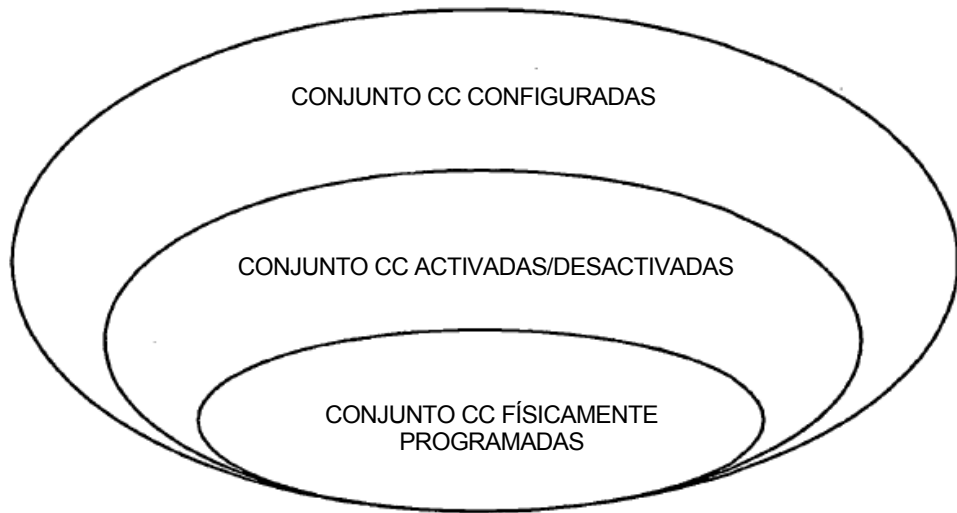 CONJUNTO CC CONFIGURADAS
CONJUNTO CC ACTIVADAS/DESACTIVADAS
CONJUNTO CC FÍSICAMENTE
PROGRAMADAS